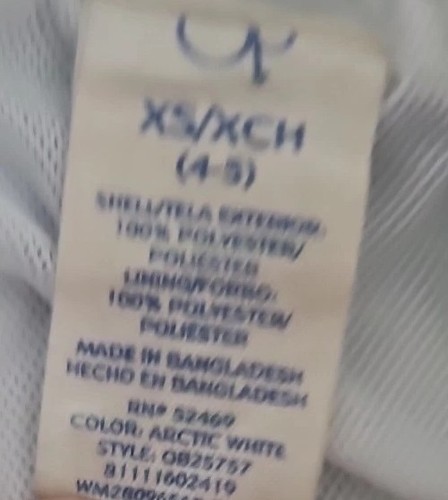 XS/XCH
(4-5)
SHELL/TELA EXTERIOR:
100% POLYESTER/
POLIESTER
LINING/FORRO:
100% POLYESTER/
POLIESTER
MADE IN BANGLADESH
HECHO EN BANGLADESH
RN# 52469
COLOR: ARCTIC WHITE
STYLE: OB25757
81111602419